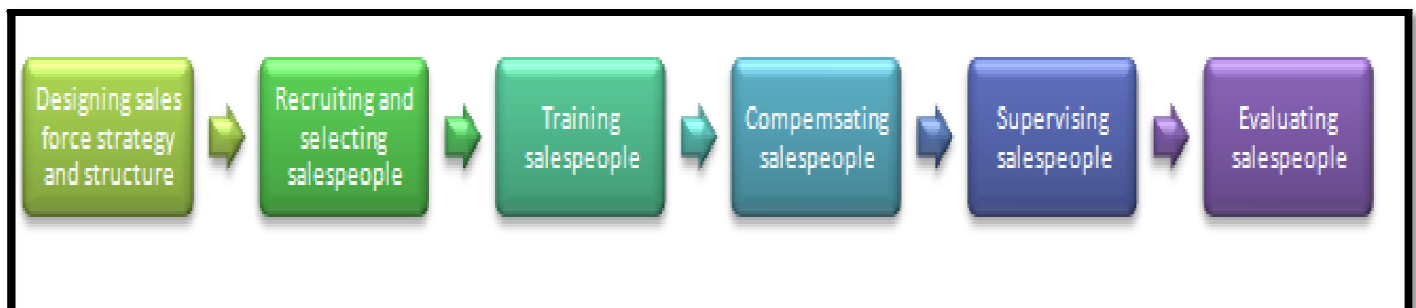 Designing sales
force strategy
and structure
Recruiting and
selecting
salespeople
Training
salespeople
Compemsating
salespeople
Supervising
salespeople
Evaluating
salespeople